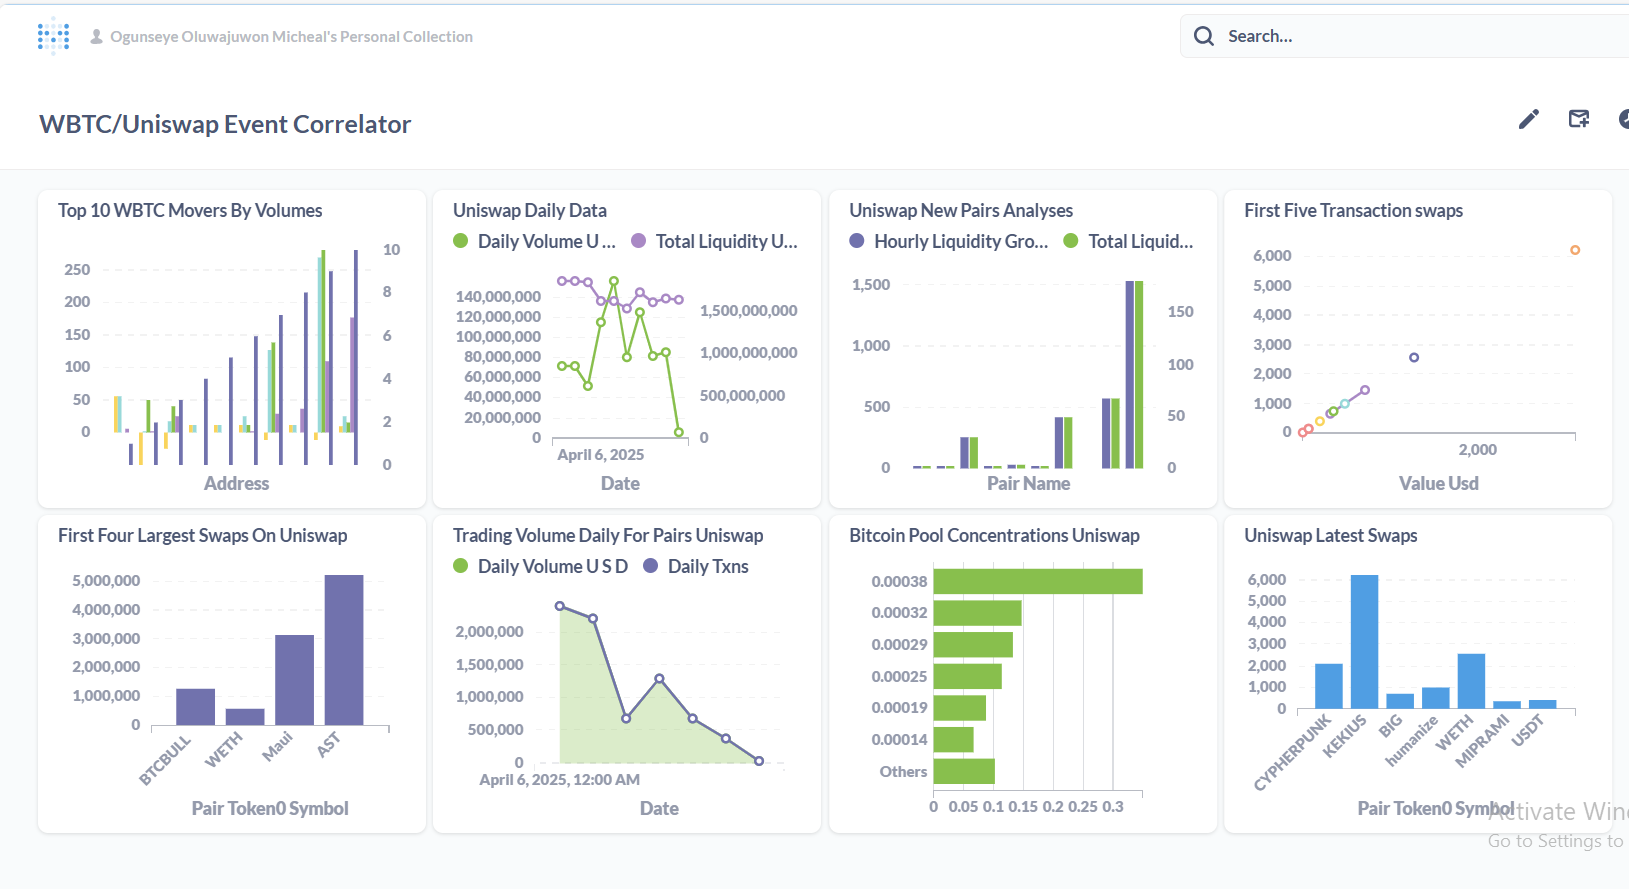 Ogunseye Oluwajuwon Micheal's Personal Collection
Search...
WBTC/Uniswap Event Correlator
Top 10 WBTC Movers By Volumes
250
200
150
100
50
0
10
8
6
4
2
0
Address
Uniswap Daily Data
Daily Volume U ...
Total Liquidity U...
140,000,000
120,000,000
100,000,000
80,000,000
60,000,000
40,000,000
20,000,000
0
1,500,000,000
1,000,000,000
500,000,000
0
April 6, 2025
Date
Uniswap New Pairs Analyses
Hourly Liquidity Gro...
Total Liquid...
1,500
1,000
500
0
150
100
50
0
Pair Name
First Five Transaction swaps
6,000
5,000
4,000
3,000
2,000
1,000
0
2,000
Value Usd
First Four Largest Swaps On Uniswap
5,000,000
4,000,000
3,000,000
2,000,000
1,000,000
0
BTCBULL
WETH
Maui
AST
Pair Token0 Symbol
Trading Volume Daily For Pairs Uniswap
Daily Volume U S D
Daily Txns
2,000,000
1,500,000
1,000,000
500,000
0
April 6, 2025, 12:00 AM
Date
Bitcoin Pool Concentrations Uniswap
0.00038
0.00032
0.00029
0.00025
0.00019
0.00014
Others
0 0.05 0.1 0.15 0.2 0.25 0.3
Uniswap Latest Swaps
6,000
5,000
4,000
3,000
2,000
1,000
0
CYPHERPUNK
KEKIUS
BIG
humanize
WETH
MIPRAMI
USDT
Pair Token0 Symbol
Activate Win
Go to Settings to